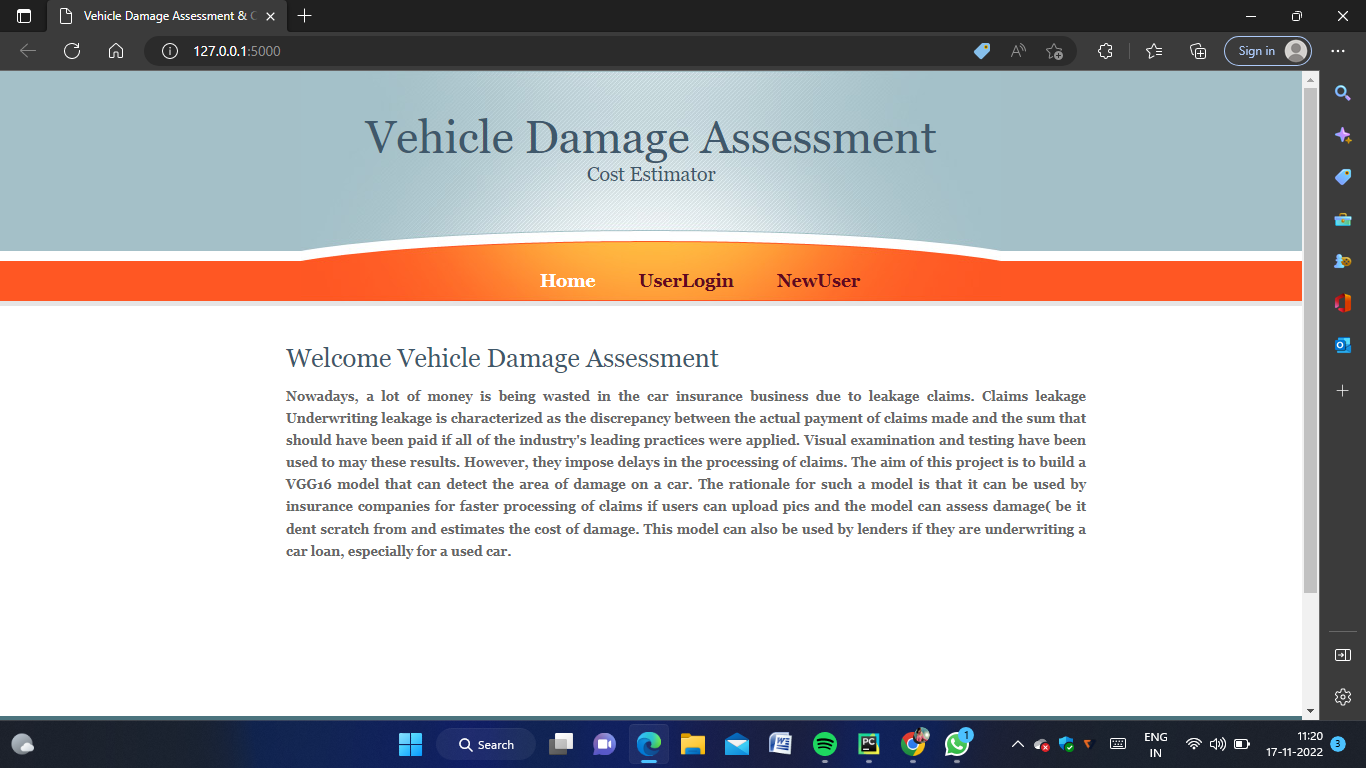 Vehicle Damage Assessment & C
127.0.0.1:5000
Sign in
Vehicle Damage Assessment
Cost Estimator
Home UserLogin NewUser
Welcome Vehicle Damage Assessment
Nowadays, a lot of money is being wasted in the car insurance business due to leakage claims. Claims leakage
Underwriting leakage is characterized as the discrepancy between the actual payment of claims made and the sum that
should have been paid if all of the industry's leading practices were applied. Visual examination and testing have been
used to may these results. However, they impose delays in the processing of claims. The aim of this project is to build a
VGG16 model that can detect the area of damage on a car. The rationale for such a model is that it can be used by
insurance companies for faster processing of claims if users can upload pics and the model can assess damage( be it
dent scratch from and estimates the cost of damage. This model can also be used by lenders if they are underwriting a
car loan, especially for a used car.
Search
PC
1
ENG
IN
11:20
17-11-2022
3